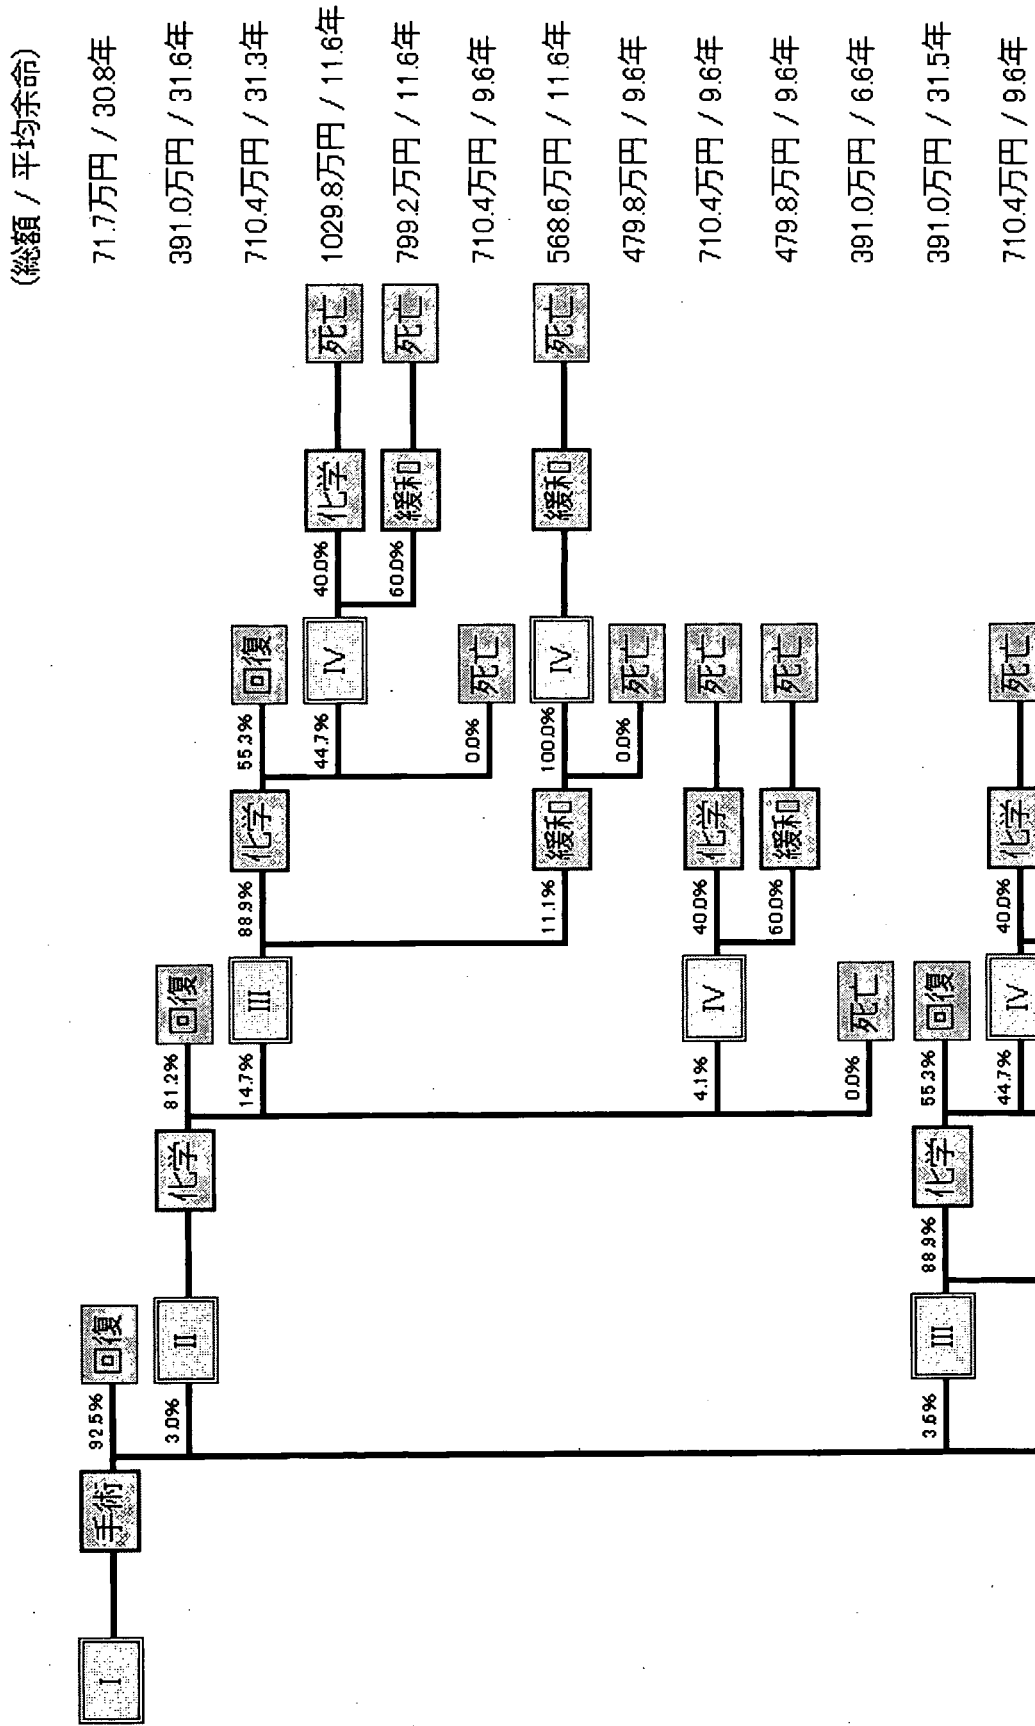 (総額 / 平均余命)
I 手術 92.5% 回復 71.7万円 / 30.8年
3.0% II 化学 81.2% 回復 391.0万円 / 31.6年
14.7% III 88.9% 化学 55.3% 回復 710.4万円 / 31.3年
44.7% IV 40.0% 化学 死亡 1029.8万円 / 11.6年
60.0% 緩和 死亡 799.2万円 / 11.6年
0.0% 死亡 710.4万円 / 9.6年
11.1% 緩和 100.0% IV 緩和 死亡 568.6万円 / 11.6年
0.0% 死亡 479.8万円 / 9.6年
4.1% IV 40.0% 化学 死亡 710.4万円 / 9.6年
60.0% 緩和 死亡 479.8万円 / 9.6年
0.0% 死亡 391.0万円 / 6.6年
3.6% III 88.9% 化学 55.3% 回復 391.0万円 / 31.5年
44.7% IV 40.0% 化学 死亡 710.4万円 / 9.6年